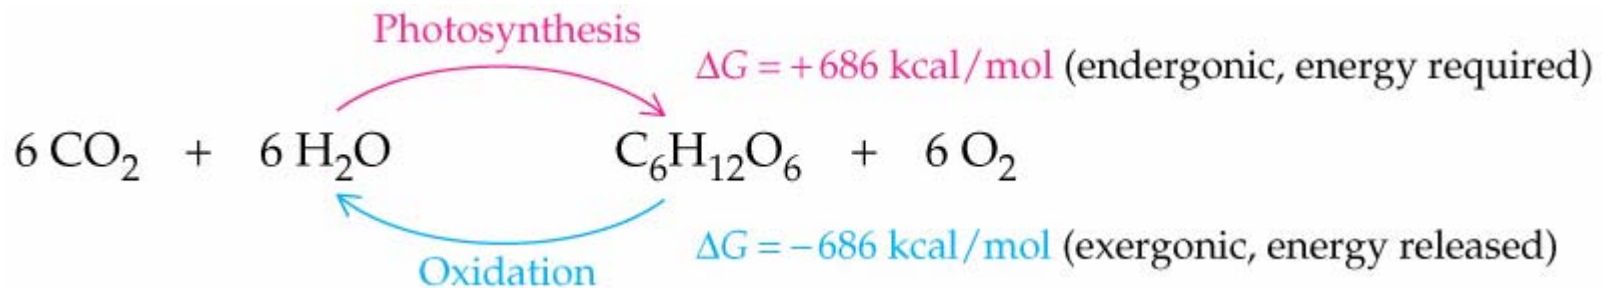 Photosynthesis
ΔG = +686 kcal/mol (endergonic, energy required)
6 CO₂ + 6 H₂O C₆H₁₂O₆ + 6 O₂
ΔG = −686 kcal/mol (exergonic, energy released)
Oxidation